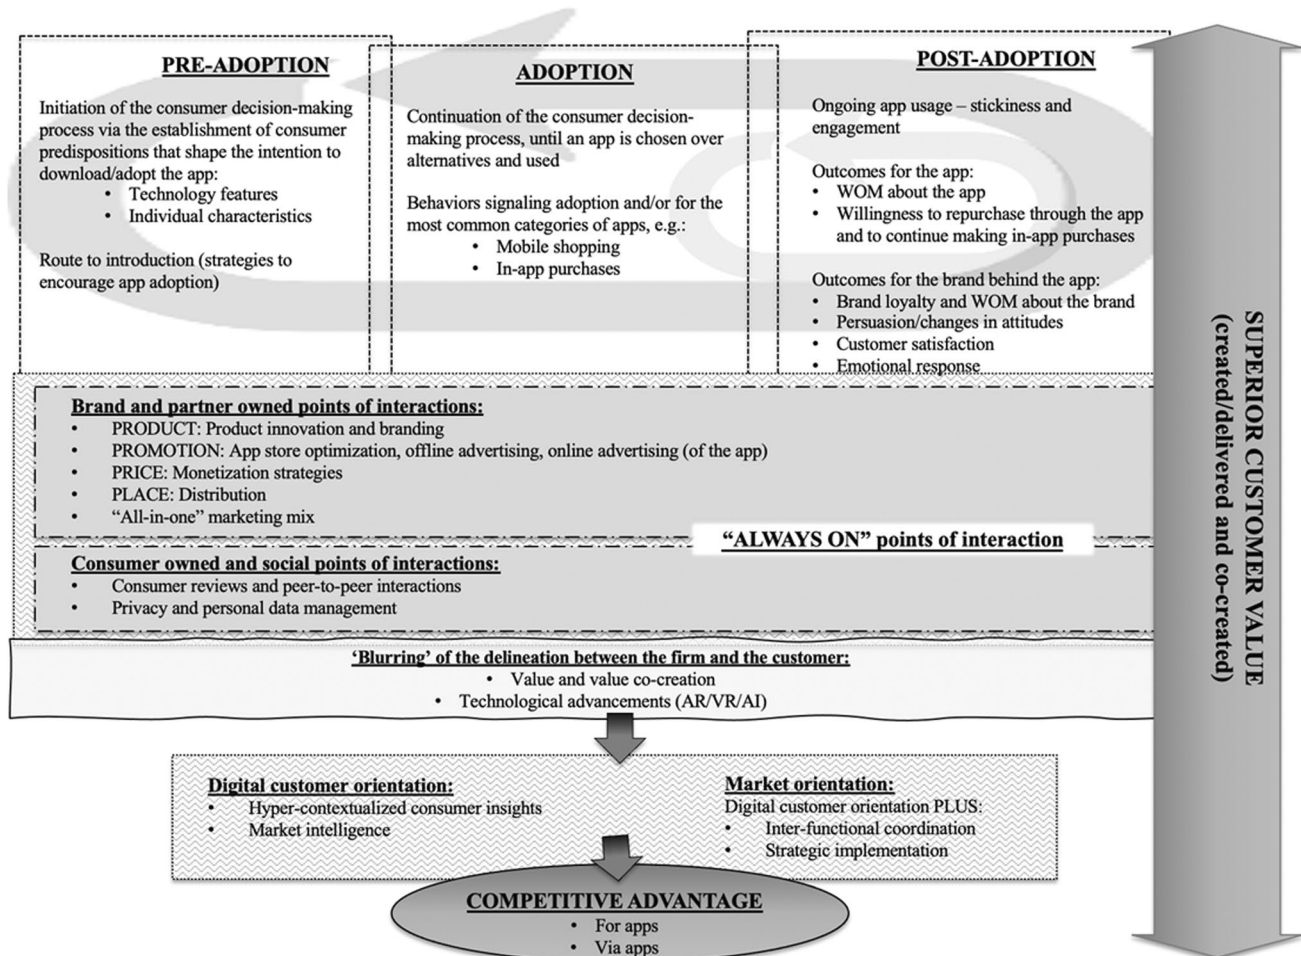 PRE-ADOPTION
Initiation of the consumer decision-making
process via the establishment of consumer
predispositions that shape the intention to
download/adopt the app:
• Technology features
• Individual characteristics
Route to introduction (strategies to
encourage app adoption)
ADOPTION
Continuation of the consumer decision-
making process, until an app is chosen over
alternatives and used
Behaviors signaling adoption and/or for the
most common categories of apps, e.g.:
• Mobile shopping
• In-app purchases
POST-ADOPTION
Ongoing app usage – stickiness and
engagement
Outcomes for the app:
• WOM about the app
• Willingness to repurchase through the app
and to continue making in-app purchases
Outcomes for the brand behind the app:
• Brand loyalty and WOM about the brand
• Persuasion/changes in attitudes
• Customer satisfaction
• Emotional response
Brand and partner owned points of interactions:
• PRODUCT: Product innovation and branding
• PROMOTION: App store optimization, offline advertising, online advertising (of the app)
• PRICE: Monetization strategies
• PLACE: Distribution
• “All-in-one” marketing mix
“ALWAYS ON” points of interaction
Consumer owned and social points of interactions:
• Consumer reviews and peer-to-peer interactions
• Privacy and personal data management
‘Blurring’ of the delineation between the firm and the customer:
• Value and value co-creation
• Technological advancements (AR/VR/AI)
Digital customer orientation:
• Hyper-contextualized consumer insights
• Market intelligence
Market orientation:
Digital customer orientation PLUS:
• Inter-functional coordination
• Strategic implementation
COMPETITIVE ADVANTAGE
• For apps
• Via apps
SUPERIOR CUSTOMER VALUE
(created/delivered and co-created)